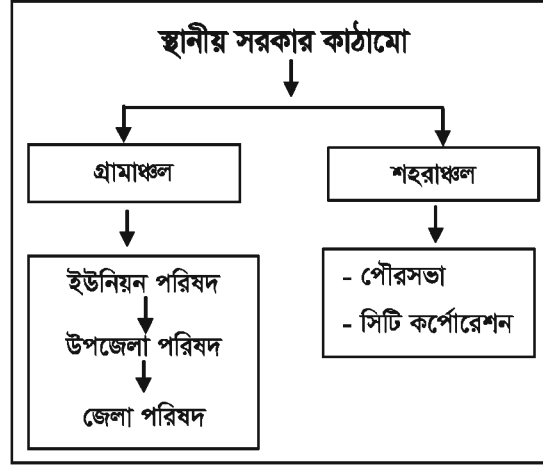 স্থানীয় সরকার কাঠামো
গ্রামাঞ্চল
শহরাঞ্চল
ইউনিয়ন পরিষদ
উপজেলা পরিষদ
জেলা পরিষদ
- পৌরসভা
- সিটি কর্পোরেশন